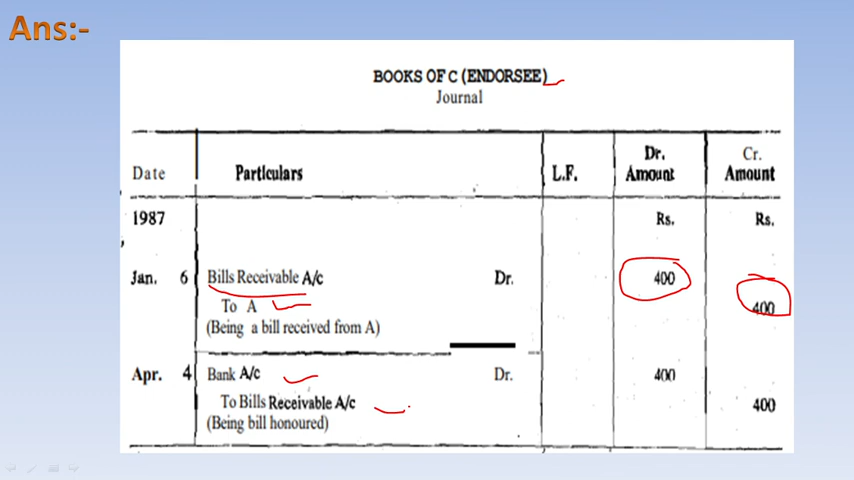 Ans:-
BOOKS OF C (ENDORSEE)
Journal
Date Particulars L.F. Dr. Amount Cr. Amount
1987 Rs. Rs.
Jan. 6 Bills Receivable A/c Dr. 400
To A 400
(Being a bill received from A)
Apr. 4 Bank A/c Dr. 400
To Bills Receivable A/c 400
(Being bill honoured)